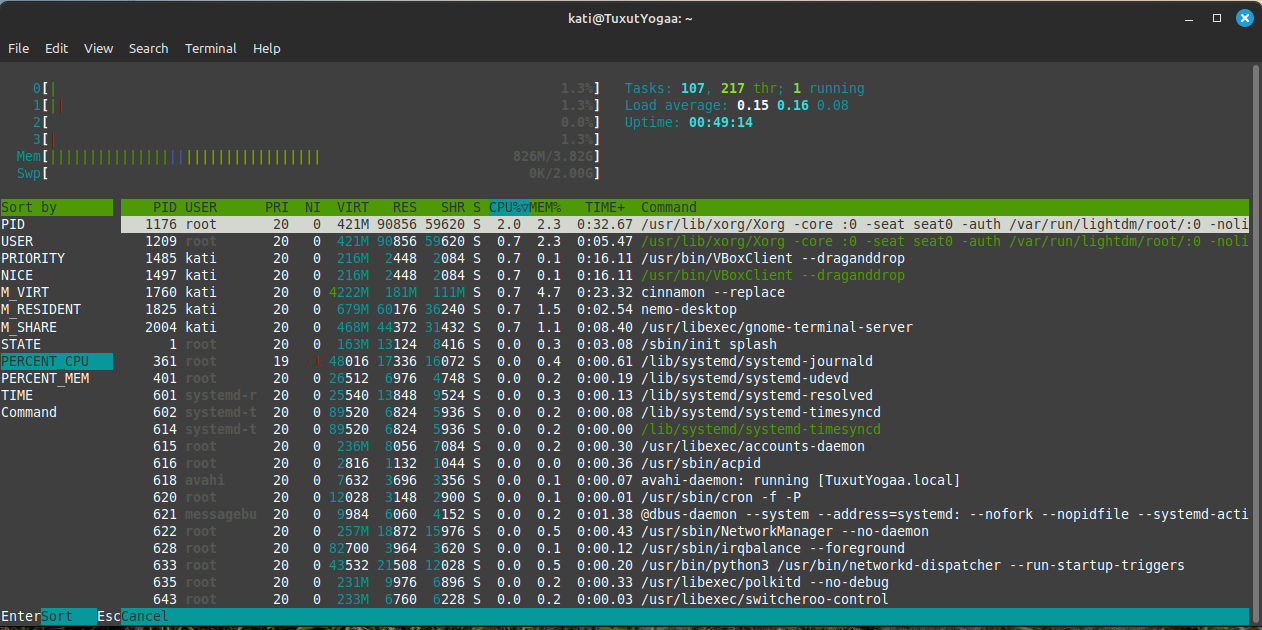 kati@TuxutYogaa: ~
File Edit View Search Terminal Help
0[| 1.3%] Tasks: 107, 217 thr; 1 running
1[|| 1.3%] Load average: 0.15 0.16 0.08
2[ 0.0%] Uptime: 00:49:14
3[| 1.3%]
Mem[||||||||||||||||||||||||||||||||||826M/3.82G]
Swp[ 0K/2.00G]
Sort by PID USER PRI NI VIRT RES SHR S CPU%▽MEM% TIME+ Command
PID 1176 root 20 0 421M 90856 59620 S 2.0 2.3 0:32.67 /usr/lib/xorg/Xorg -core :0 -seat seat0 -auth /var/run/lightdm/root/:0 -noli
USER 1209 root 20 0 421M 90856 59620 S 0.7 2.3 0:05.47 /usr/lib/xorg/Xorg -core :0 -seat seat0 -auth /var/run/lightdm/root/:0 -noli
PRIORITY 1485 kati 20 0 216M 2448 2084 S 0.7 0.1 0:16.11 /usr/bin/VBoxClient --draganddrop
NICE 1497 kati 20 0 216M 2448 2084 S 0.7 0.1 0:16.11 /usr/bin/VBoxClient --draganddrop
M_VIRT 1760 kati 20 0 4222M 181M 111M S 0.7 4.7 0:23.32 cinnamon --replace
M_RESIDENT 1825 kati 20 0 679M 60176 36240 S 0.7 1.5 0:02.54 nemo-desktop
M_SHARE 2004 kati 20 0 468M 44372 31432 S 0.7 1.1 0:08.40 /usr/libexec/gnome-terminal-server
STATE 1 root 20 0 163M 13124 8416 S 0.0 0.3 0:03.08 /sbin/init splash
PERCENT_CPU 361 root 19 -1 48016 17336 16072 S 0.0 0.4 0:00.61 /lib/systemd/systemd-journald
PERCENT_MEM 401 root 20 0 26512 6976 4748 S 0.0 0.2 0:00.19 /lib/systemd/systemd-udevd
TIME 601 systemd-r 20 0 25540 13848 9524 S 0.0 0.3 0:00.13 /lib/systemd/systemd-resolved
Command 602 systemd-t 20 0 89520 6824 5936 S 0.0 0.2 0:00.08 /lib/systemd/systemd-timesyncd
614 systemd-t 20 0 89520 6824 5936 S 0.0 0.2 0:00.00 /lib/systemd/systemd-timesyncd
615 root 20 0 236M 8056 7084 S 0.0 0.2 0:00.30 /usr/libexec/accounts-daemon
616 root 20 0 2816 1132 1044 S 0.0 0.0 0:00.36 /usr/sbin/acpid
618 avahi 20 0 7632 3696 3356 S 0.0 0.1 0:00.07 avahi-daemon: running [TuxutYogaa.local]
620 root 20 0 12028 3148 2900 S 0.0 0.1 0:00.01 /usr/sbin/cron -f -P
621 messagebu 20 0 9984 6060 4152 S 0.0 0.2 0:01.38 @dbus-daemon --system --address=systemd: --nofork --nopidfile --systemd-acti
622 root 20 0 257M 18872 15976 S 0.0 0.5 0:00.43 /usr/sbin/NetworkManager --no-daemon
628 root 20 0 82700 3964 3620 S 0.0 0.1 0:00.12 /usr/sbin/irqbalance --foreground
633 root 20 0 43532 21508 12028 S 0.0 0.5 0:00.20 /usr/bin/python3 /usr/bin/networkd-dispatcher --run-startup-triggers
635 root 20 0 231M 9976 6896 S 0.0 0.2 0:00.33 /usr/libexec/polkitd --no-debug
643 root 20 0 233M 6760 6228 S 0.0 0.2 0:00.03 /usr/libexec/switcheroo-control
EnterSort EscCancel